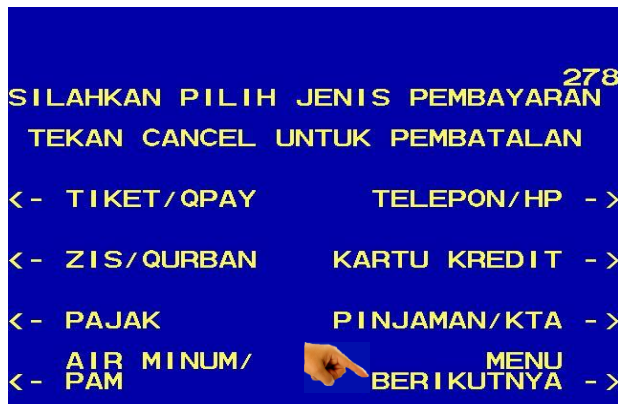 278
SILAHKAN PILIH JENIS PEMBAYARAN
TEKAN CANCEL UNTUK PEMBATALAN
<- TIKET/QPAY TELEPON/HP ->
<- ZIS/QURBAN KARTU KREDIT ->
<- PAJAK PINJAMAN/KTA ->
AIR MINUM/ MENU
<- PAM BERIKUTNYA ->